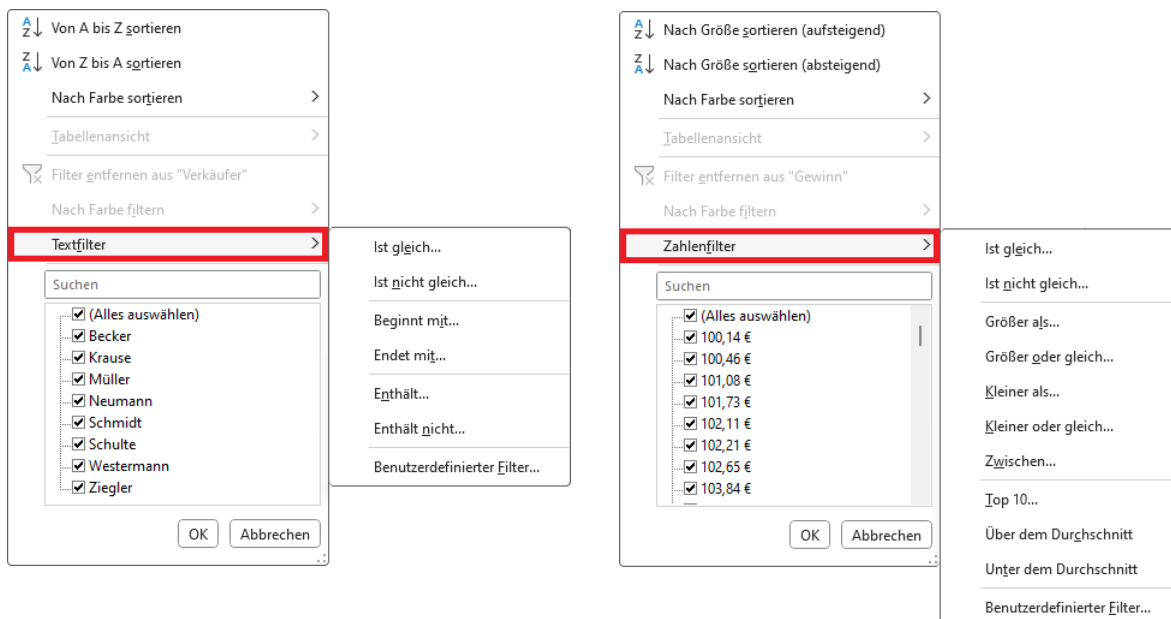 Von A bis Z sortieren
Von Z bis A sortieren
Nach Farbe sortieren
Tabellenansicht
Filter entfernen aus "Verkäufer"
Nach Farbe filtern
Textfilter
Suchen
(Alles auswählen)
Becker
Krause
Müller
Neumann
Schmidt
Schulte
Westermann
Ziegler
OK
Abbrechen
Ist gleich...
Ist nicht gleich...
Beginnt mit...
Endet mit...
Enthält...
Enthält nicht...
Benutzerdefinierter Filter...
Nach Größe sortieren (aufsteigend)
Nach Größe sortieren (absteigend)
Nach Farbe sortieren
Tabellenansicht
Filter entfernen aus "Gewinn"
Nach Farbe filtern
Zahlenfilter
Suchen
(Alles auswählen)
100,14 €
100,46 €
101,08 €
101,73 €
102,11 €
102,21 €
102,65 €
103,84 €
OK
Abbrechen
Ist gleich...
Ist nicht gleich...
Größer als...
Größer oder gleich...
Kleiner als...
Kleiner oder gleich...
Zwischen...
Top 10...
Über dem Durchschnitt
Unter dem Durchschnitt
Benutzerdefinierter Filter...